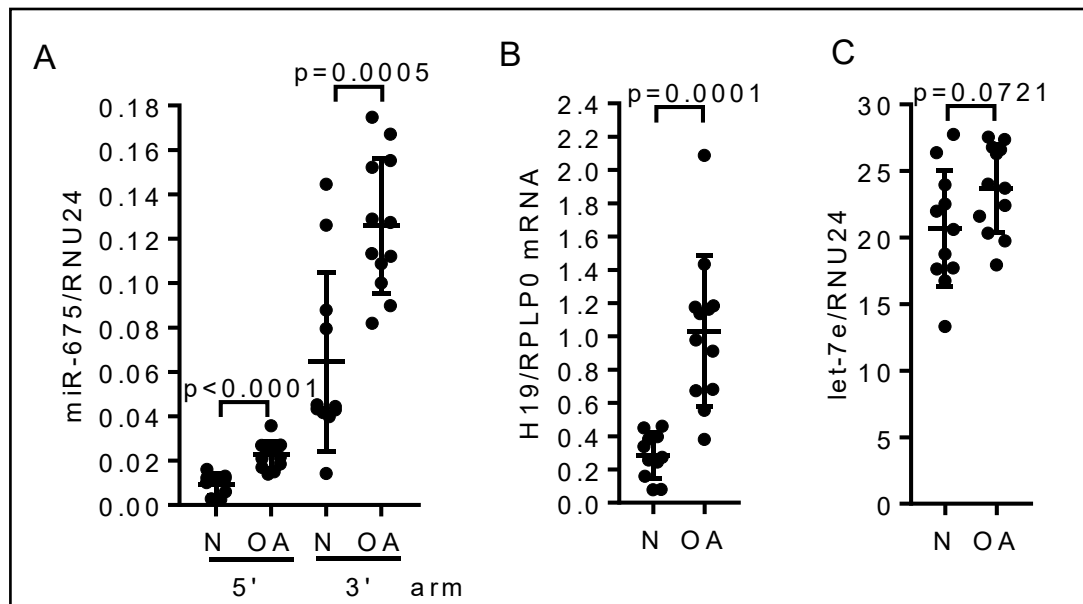 A
p=0.0005
0.18
0.16
0.14
0.12
0.10
0.08
0.06
0.04
0.02
0.00
miR-675/RNU24
p<0.0001
N OA N OA
5' 3' arm
B
p=0.0001
2.4
2.2
2.0
1.8
1.6
1.4
1.2
1.0
0.8
0.6
0.4
0.2
0.0
H19/RPLP0 mRNA
N OA
C
p=0.0721
30
25
20
15
10
5
0
let-7e/RNU24
N OA